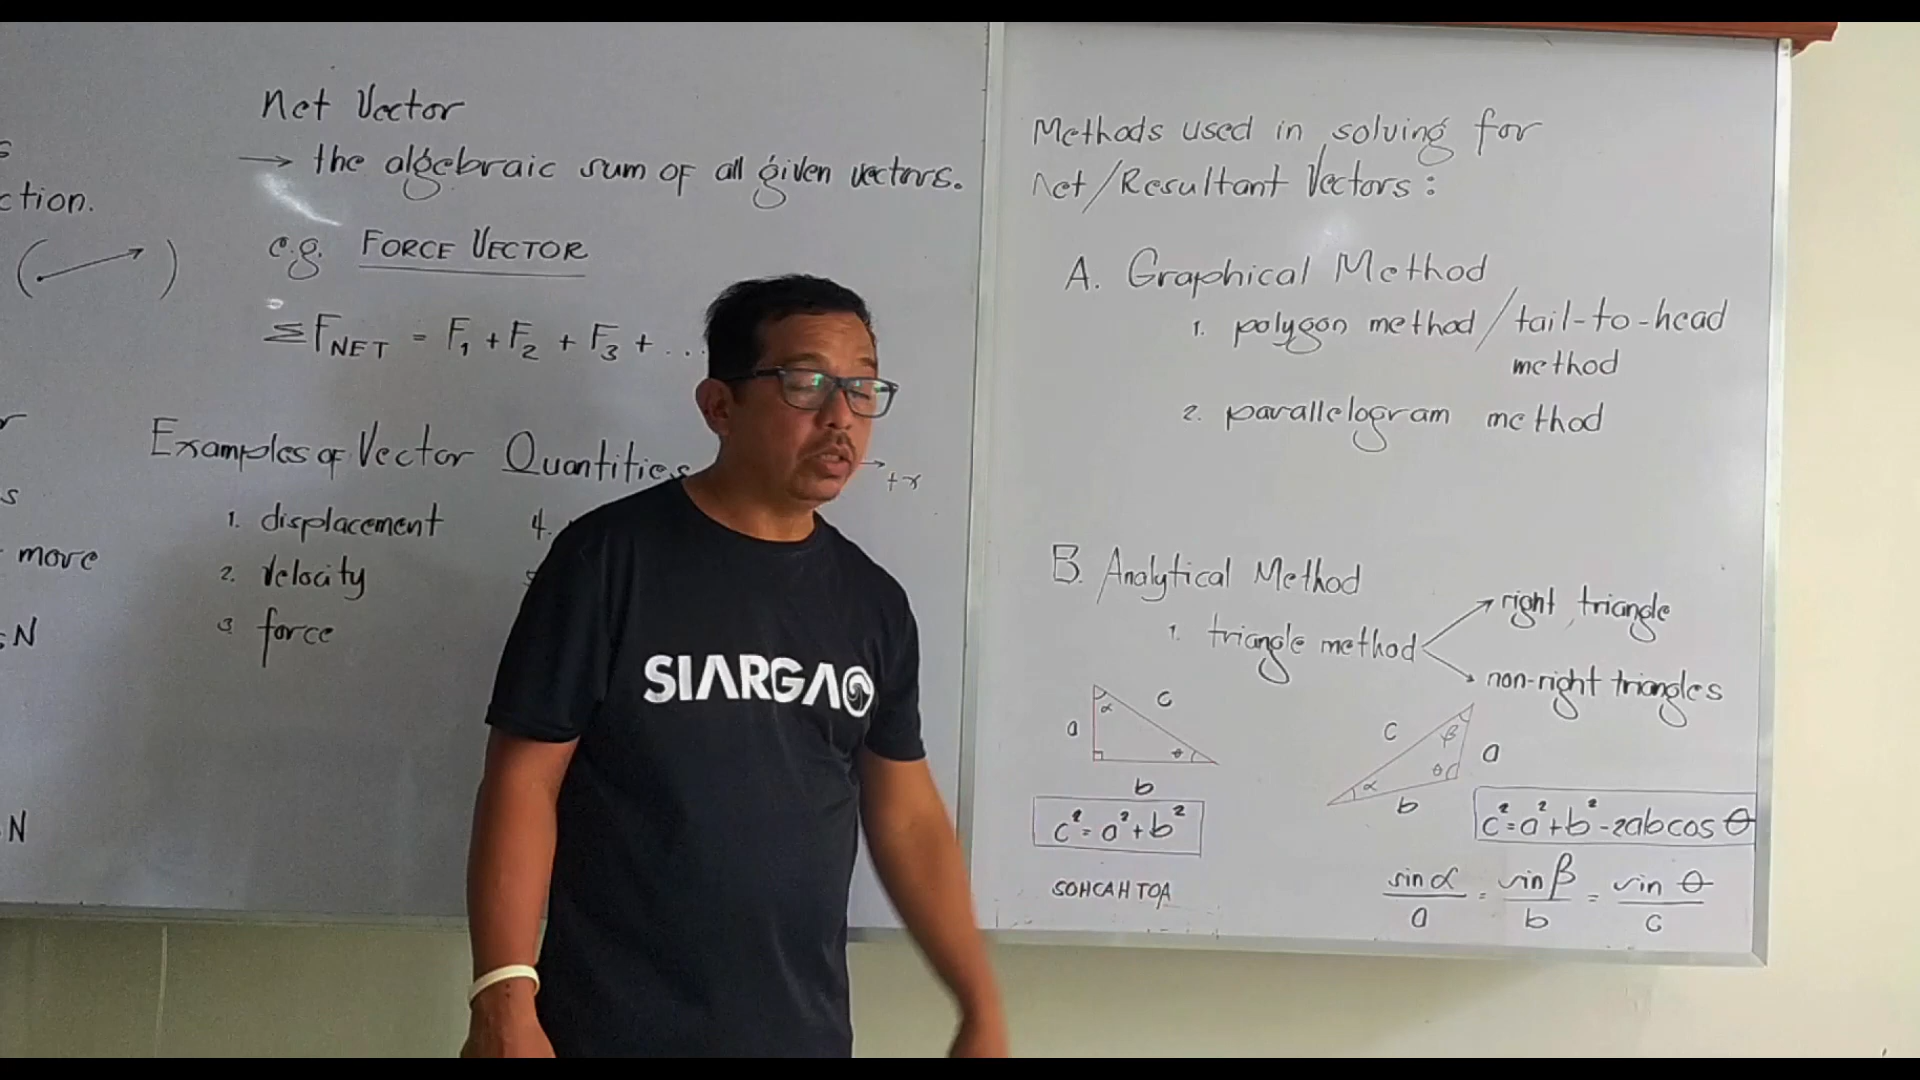 s
ction.
r
s
more
N
N
Net Vector
→ the algebraic sum of all given vectors.
e.g. FORCE VECTOR
ΣF_NET = F₁ + F₂ + F₃ + ...
Examples of Vector Quantities
1. displacement
2. velocity
3. force
4.
+x
SIARGAO
Methods used in solving for
Net/Resultant Vectors:
A. Graphical Method
1. polygon method/tail-to-head
method
2. parallelogram method
B. Analytical Method
1. triangle method
right triangle
non-right triangles
a α c θ b
c² = a² + b²
SOHCAHTOA
c β a θ α b
c² = a² + b² - 2ab cos θ
sin α / a = sin β / b = sin θ / c